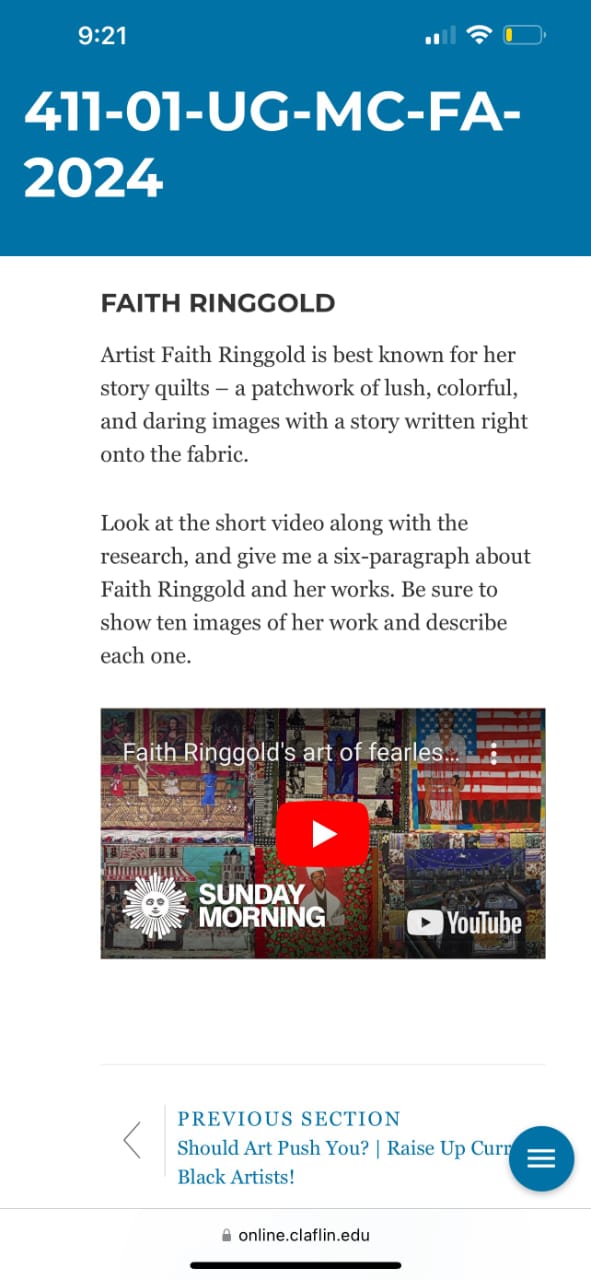 9:21
411-01-UG-MC-FA-
2024
FAITH RINGGOLD
Artist Faith Ringgold is best known for her
story quilts – a patchwork of lush, colorful,
and daring images with a story written right
onto the fabric.
Look at the short video along with the
research, and give me a six-paragraph about
Faith Ringgold and her works. Be sure to
show ten images of her work and describe
each one.
Faith Ringgold's art of fearles...
SUNDAY
MORNING
YouTube
PREVIOUS SECTION
Should Art Push You? | Raise Up Curr
Black Artists!
online.claflin.edu